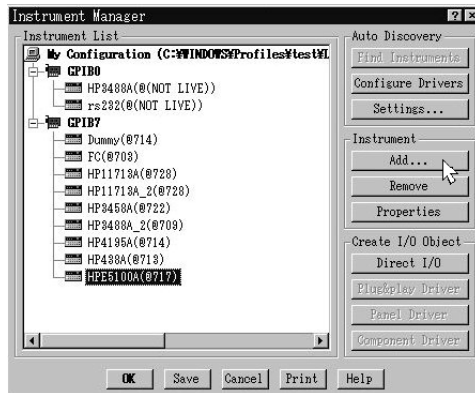 Instrument Manager
Instrument List
My Configuration (C:¥WINDOWS¥Profiles¥test¥L
GPIB0
HP3488A(@(NOT LIVE))
rs232(@(NOT LIVE))
GPIB7
Dummy(@714)
FC(@703)
HP11713A(@728)
HP11713A_2(@728)
HP3458A(@722)
HP3488A_2(@709)
HP4195A(@714)
HP438A(@713)
HPE5100A(@717)
Auto Discovery
Find Instruments
Configure Drivers
Settings...
Instrument
Add...
Remove
Properties
Create I/O Object
Direct I/O
Plug&play Driver
Panel Driver
Component Driver
OK Save Cancel Print Help